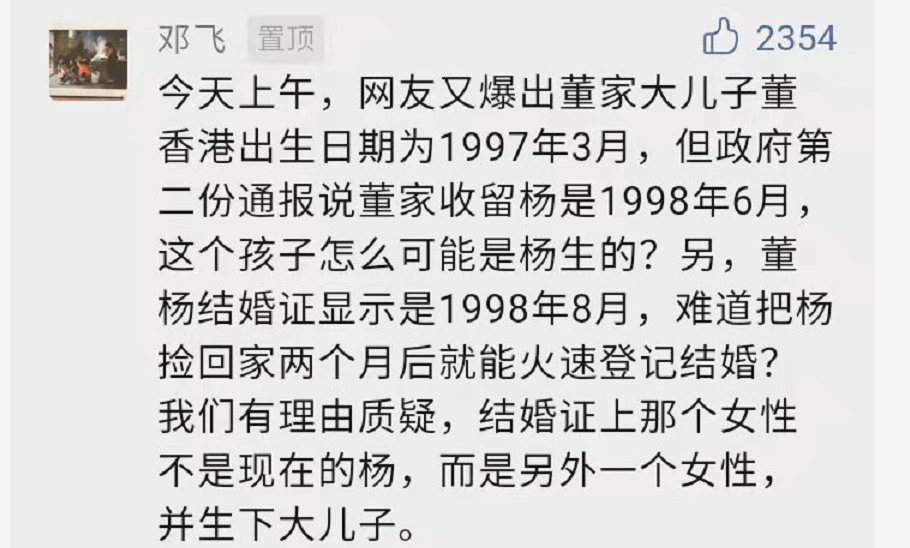 邓飞 置顶 2354
今天上午，网友又爆出董家大儿子董
香港出生日期为1997年3月，但政府第
二份通报说董家收留杨是1998年6月，
这个孩子怎么可能是杨生的？另，董
杨结婚证显示是1998年8月，难道把杨
捡回家两个月后就能火速登记结婚？
我们有理由质疑，结婚证上那个女性
不是现在的杨，而是另外一个女性，
并生下大儿子。